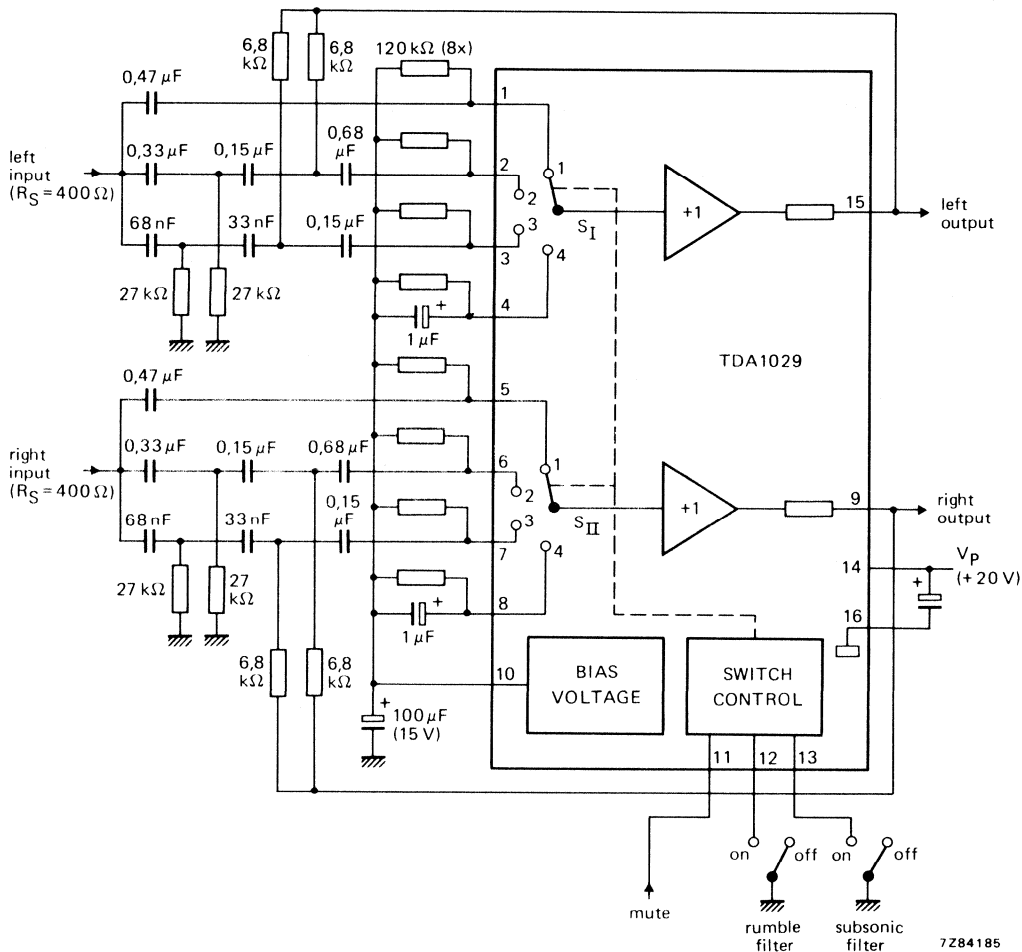 6,8
kΩ
6,8
kΩ
120 kΩ (8x)
0,47 µF
1
left
input
(RS = 400 Ω)
0,33 µF
0,15 µF
0,68
µF
2
1
2
3
4
SI
+1
15
left
output
68 nF
33 nF
0,15 µF
3
27 kΩ
27 kΩ
4
+
1 µF
TDA1029
0,47 µF
5
right
input
(RS = 400 Ω)
0,33 µF
0,15 µF
0,68 µF
6
1
2
3
4
SII
+1
9
right
output
68 nF
33 nF
0,15
µF
7
27 kΩ
27
kΩ
8
+
1 µF
14
VP
(+ 20 V)
+
16
6,8
kΩ
6,8
kΩ
10
BIAS
VOLTAGE
SWITCH
CONTROL
+
100 µF
(15 V)
11
12
13
on
off
on
off
mute
rumble
filter
subsonic
filter
7Z84185